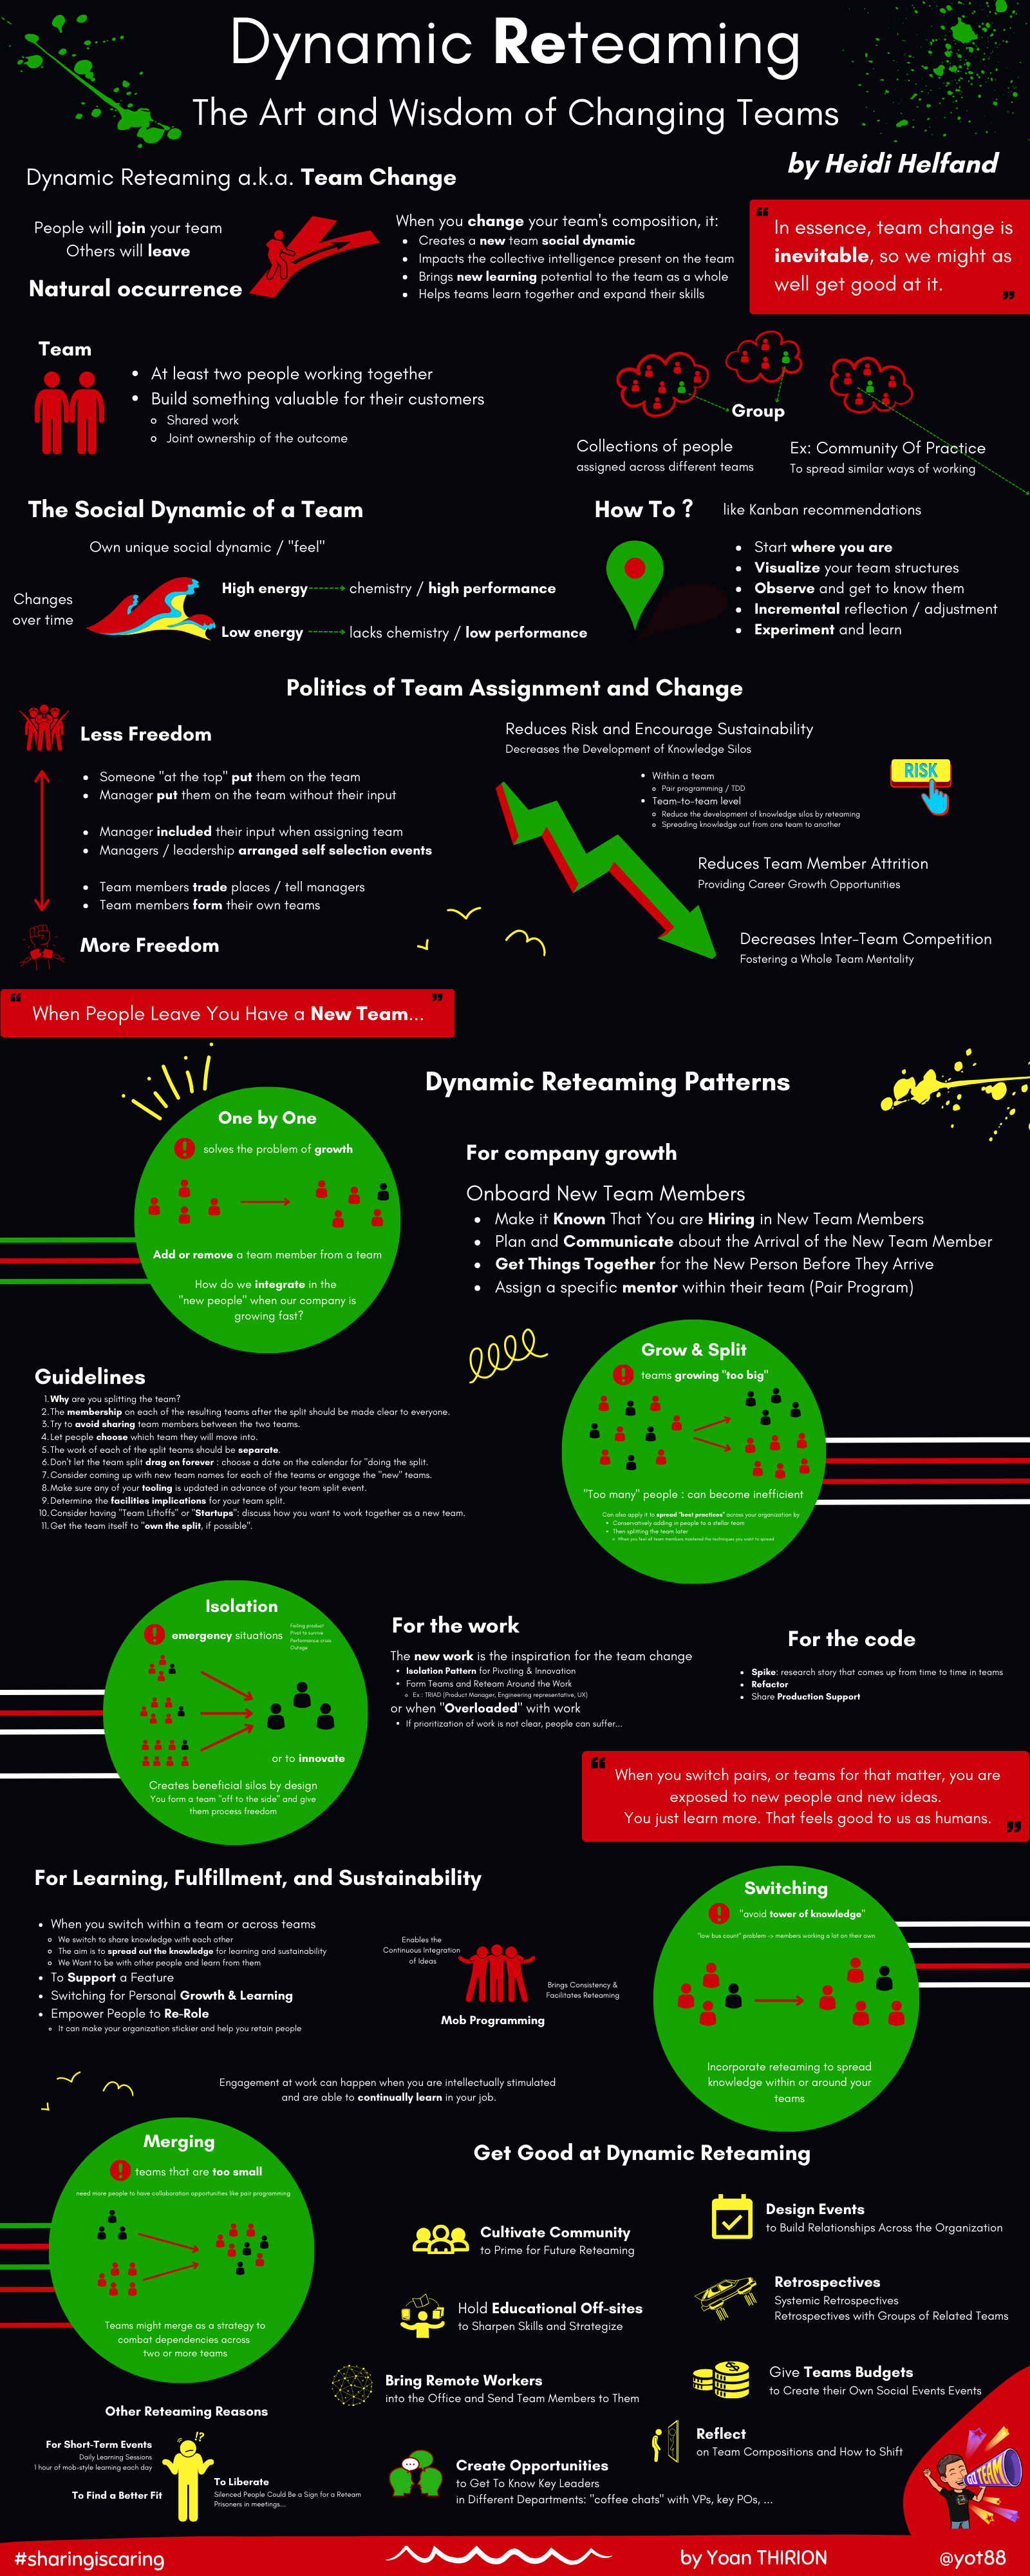 Dynamic Reteaming
The Art and Wisdom of Changing Teams
by Heidi Helfand
Dynamic Reteaming a.k.a. Team Change
People will join your team
Others will leave
Natural occurrence
When you change your team's composition, it:
• Creates a new team social dynamic
• Impacts the collective intelligence present on the team
• Brings new learning potential to the team as a whole
• Helps teams learn together and expand their skills
“ In essence, team change is
inevitable, so we might as
well get good at it. ”
Team
• At least two people working together
• Build something valuable for their customers
○ Shared work
○ Joint ownership of the outcome
Group
Collections of people
assigned across different teams
Ex: Community Of Practice
To spread similar ways of working
The Social Dynamic of a Team
Own unique social dynamic / "feel"
Changes
over time
High energy chemistry / high performance
Low energy lacks chemistry / low performance
How To ?
like Kanban recommendations
• Start where you are
• Visualize your team structures
• Observe and get to know them
• Incremental reflection / adjustment
• Experiment and learn
Politics of Team Assignment and Change
Less Freedom
• Someone "at the top" put them on the team
• Manager put them on the team without their input
• Manager included their input when assigning team
• Managers / leadership arranged self selection events
• Team members trade places / tell managers
• Team members form their own teams
More Freedom
Reduces Risk and Encourage Sustainability
Decreases the Development of Knowledge Silos
• Within a team
○ Pair programming / TDD
• Team-to-team level
○ Reduce the development of knowledge silos by reteaming
○ Spreading knowledge out from one team to another
RISK
Reduces Team Member Attrition
Providing Career Growth Opportunities
Decreases Inter-Team Competition
Fostering a Whole Team Mentality
“ When People Leave You Have a New Team... ”
Dynamic Reteaming Patterns
One by One
! solves the problem of growth
Add or remove a team member from a team
How do we integrate in the
"new people" when our company is
growing fast?
For company growth
Onboard New Team Members
• Make it Known That You are Hiring in New Team Members
• Plan and Communicate about the Arrival of the New Team Member
• Get Things Together for the New Person Before They Arrive
• Assign a specific mentor within their team (Pair Program)
Guidelines
1. Why are you splitting the team?
2. The membership on each of the resulting teams after the split should be made clear to everyone.
3. Try to avoid sharing team members between the two teams.
4. Let people choose which team they will move into.
5. The work of each of the split teams should be separate.
6. Don't let the team split drag on forever : choose a date on the calendar for "doing the split.
7. Consider coming up with new team names for each of the teams or engage the "new" teams.
8. Make sure any of your tooling is updated in advance of your team split event.
9. Determine the facilities implications for your team split.
10. Consider having "Team Liftoffs" or "Startups": discuss how you want to work together as a new team.
11. Get the team itself to "own the split, if possible".
Grow & Split
! teams growing "too big"
"Too many" people : can become inefficient
Can also apply it to spread "best practices" across your organization by
• Conservatively adding in people to a stellar team
• Then splitting the team later
○ When you feel all team members mastered the techniques you want to spread
Isolation
! emergency situations
Failing product
Pivot to survive
Performance crisis
Outage
or to innovate
Creates beneficial silos by design
You form a team "off to the side" and give
them process freedom
For the work
The new work is the inspiration for the team change
• Isolation Pattern for Pivoting & Innovation
• Form Teams and Reteam Around the Work
○ Ex : TRIAD (Product Manager, Engineering representative, UX)
or when "Overloaded" with work
• If prioritization of work is not clear, people can suffer...
For the code
• Spike: research story that comes up from time to time in teams
• Refactor
• Share Production Support
“ When you switch pairs, or teams for that matter, you are
exposed to new people and new ideas.
You just learn more. That feels good to us as humans. ”
For Learning, Fulfillment, and Sustainability
• When you switch within a team or across teams
○ We switch to share knowledge with each other
○ The aim is to spread out the knowledge for learning and sustainability
○ We Want to be with other people and learn from them
• To Support a Feature
• Switching for Personal Growth & Learning
• Empower People to Re-Role
○ It can make your organization stickier and help you retain people
Enables the
Continuous Integration
of Ideas
Brings Consistency &
Facilitates Reteaming
Mob Programming
Engagement at work can happen when you are intellectually stimulated
and are able to continually learn in your job.
Switching
! "avoid tower of knowledge"
"low bus count" problem -> members working a lot on their own
Incorporate reteaming to spread
knowledge within or around your
teams
Merging
! teams that are too small
need more people to have collaboration opportunities like pair programming
Teams might merge as a strategy to
combat dependencies across
two or more teams
Get Good at Dynamic Reteaming
Cultivate Community
to Prime for Future Reteaming
Design Events
to Build Relationships Across the Organization
Hold Educational Off-sites
to Sharpen Skills and Strategize
Retrospectives
Systemic Retrospectives
Retrospectives with Groups of Related Teams
Bring Remote Workers
into the Office and Send Team Members to Them
Give Teams Budgets
to Create their Own Social Events Events
Reflect
on Team Compositions and How to Shift
Create Opportunities
to Get To Know Key Leaders
in Different Departments: "coffee chats" with VPs, key POs, ...
Other Reteaming Reasons
For Short-Term Events
Daily Learning Sessions
1 hour of mob-style learning each day
To Find a Better Fit
!?
To Liberate
Silenced People Could Be a Sign for a Reteam
Prisoners in meetings...
GO TEAM
#sharingiscaring
by Yoan THIRION
@yot88